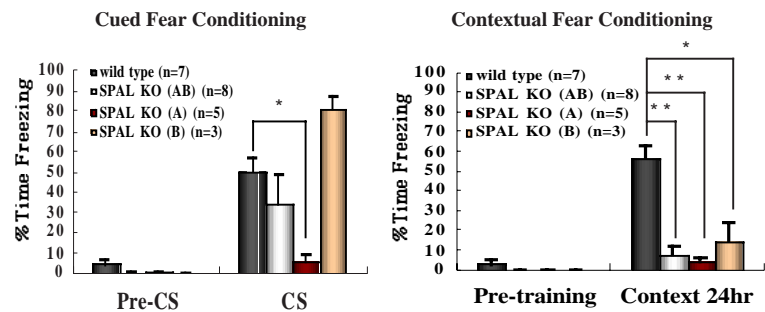 Cued Fear Conditioning
%Time Freezing
100
90
80
70
60
50
40
30
20
10
0
wild type (n=7)
SPAL KO (AB) (n=8)
SPAL KO (A) (n=5)
SPAL KO (B) (n=3)
*
Pre-CS
CS
Contextual Fear Conditioning
%Time Freezing
100
90
80
70
60
50
40
30
20
10
0
wild type (n=7)
SPAL KO (AB) (n=8)
SPAL KO (A) (n=5)
SPAL KO (B) (n=3)
*
**
**
Pre-training
Context 24hr